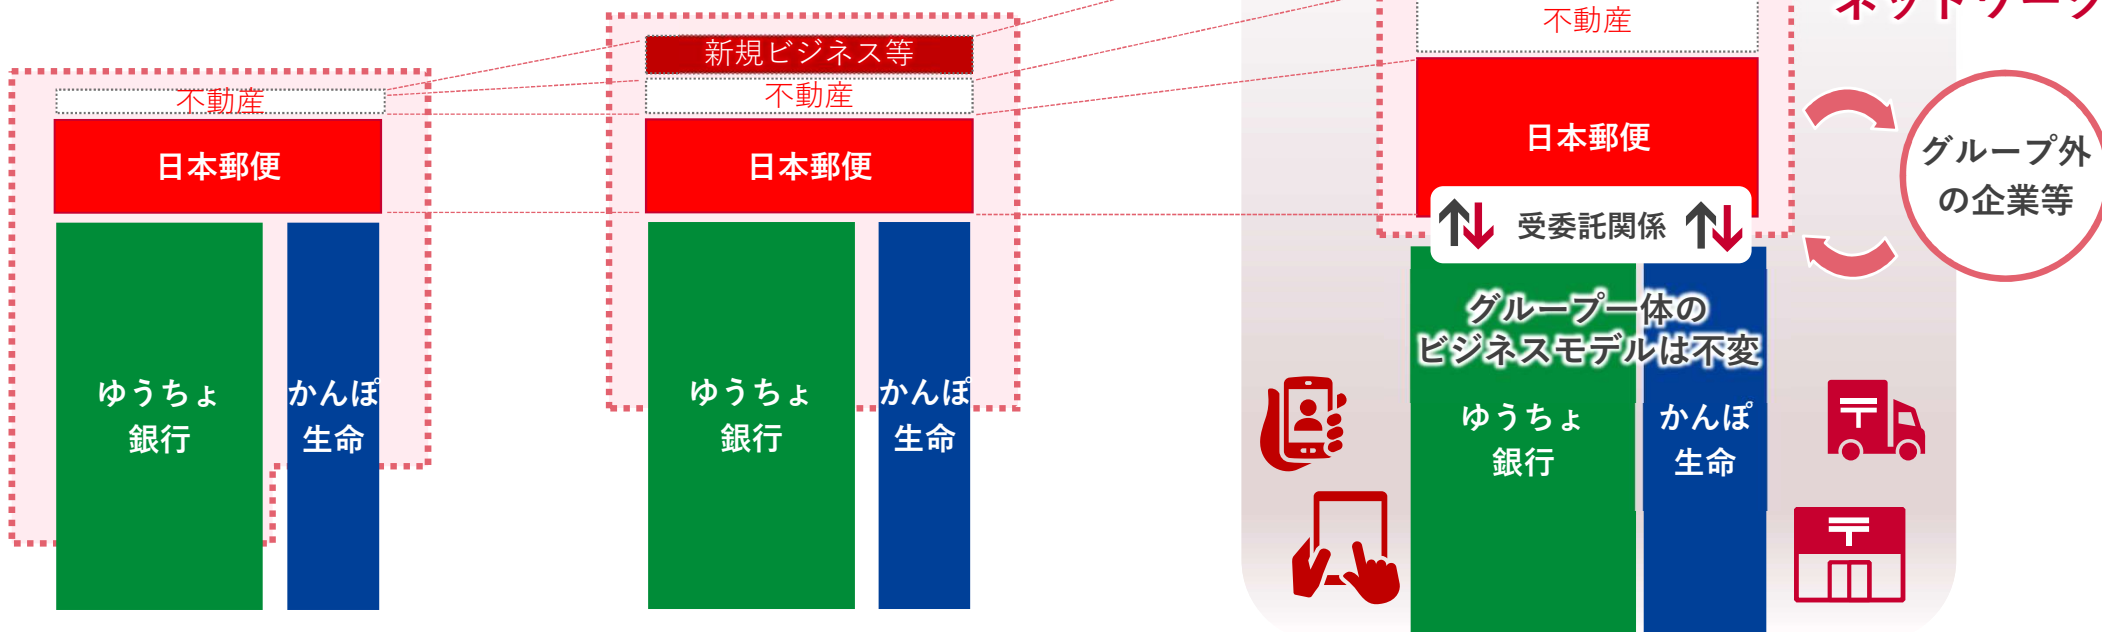 不動産
日本郵便
ゆうちょ
銀行
かんぽ
生命
新規ビジネス等
不動産
日本郵便
ゆうちょ
銀行
かんぽ
生命
不動産
日本郵便
受委託関係
グループ一体の
ビジネスモデルは不変
ゆうちょ
銀行
かんぽ
生命
グループ外
の企業等